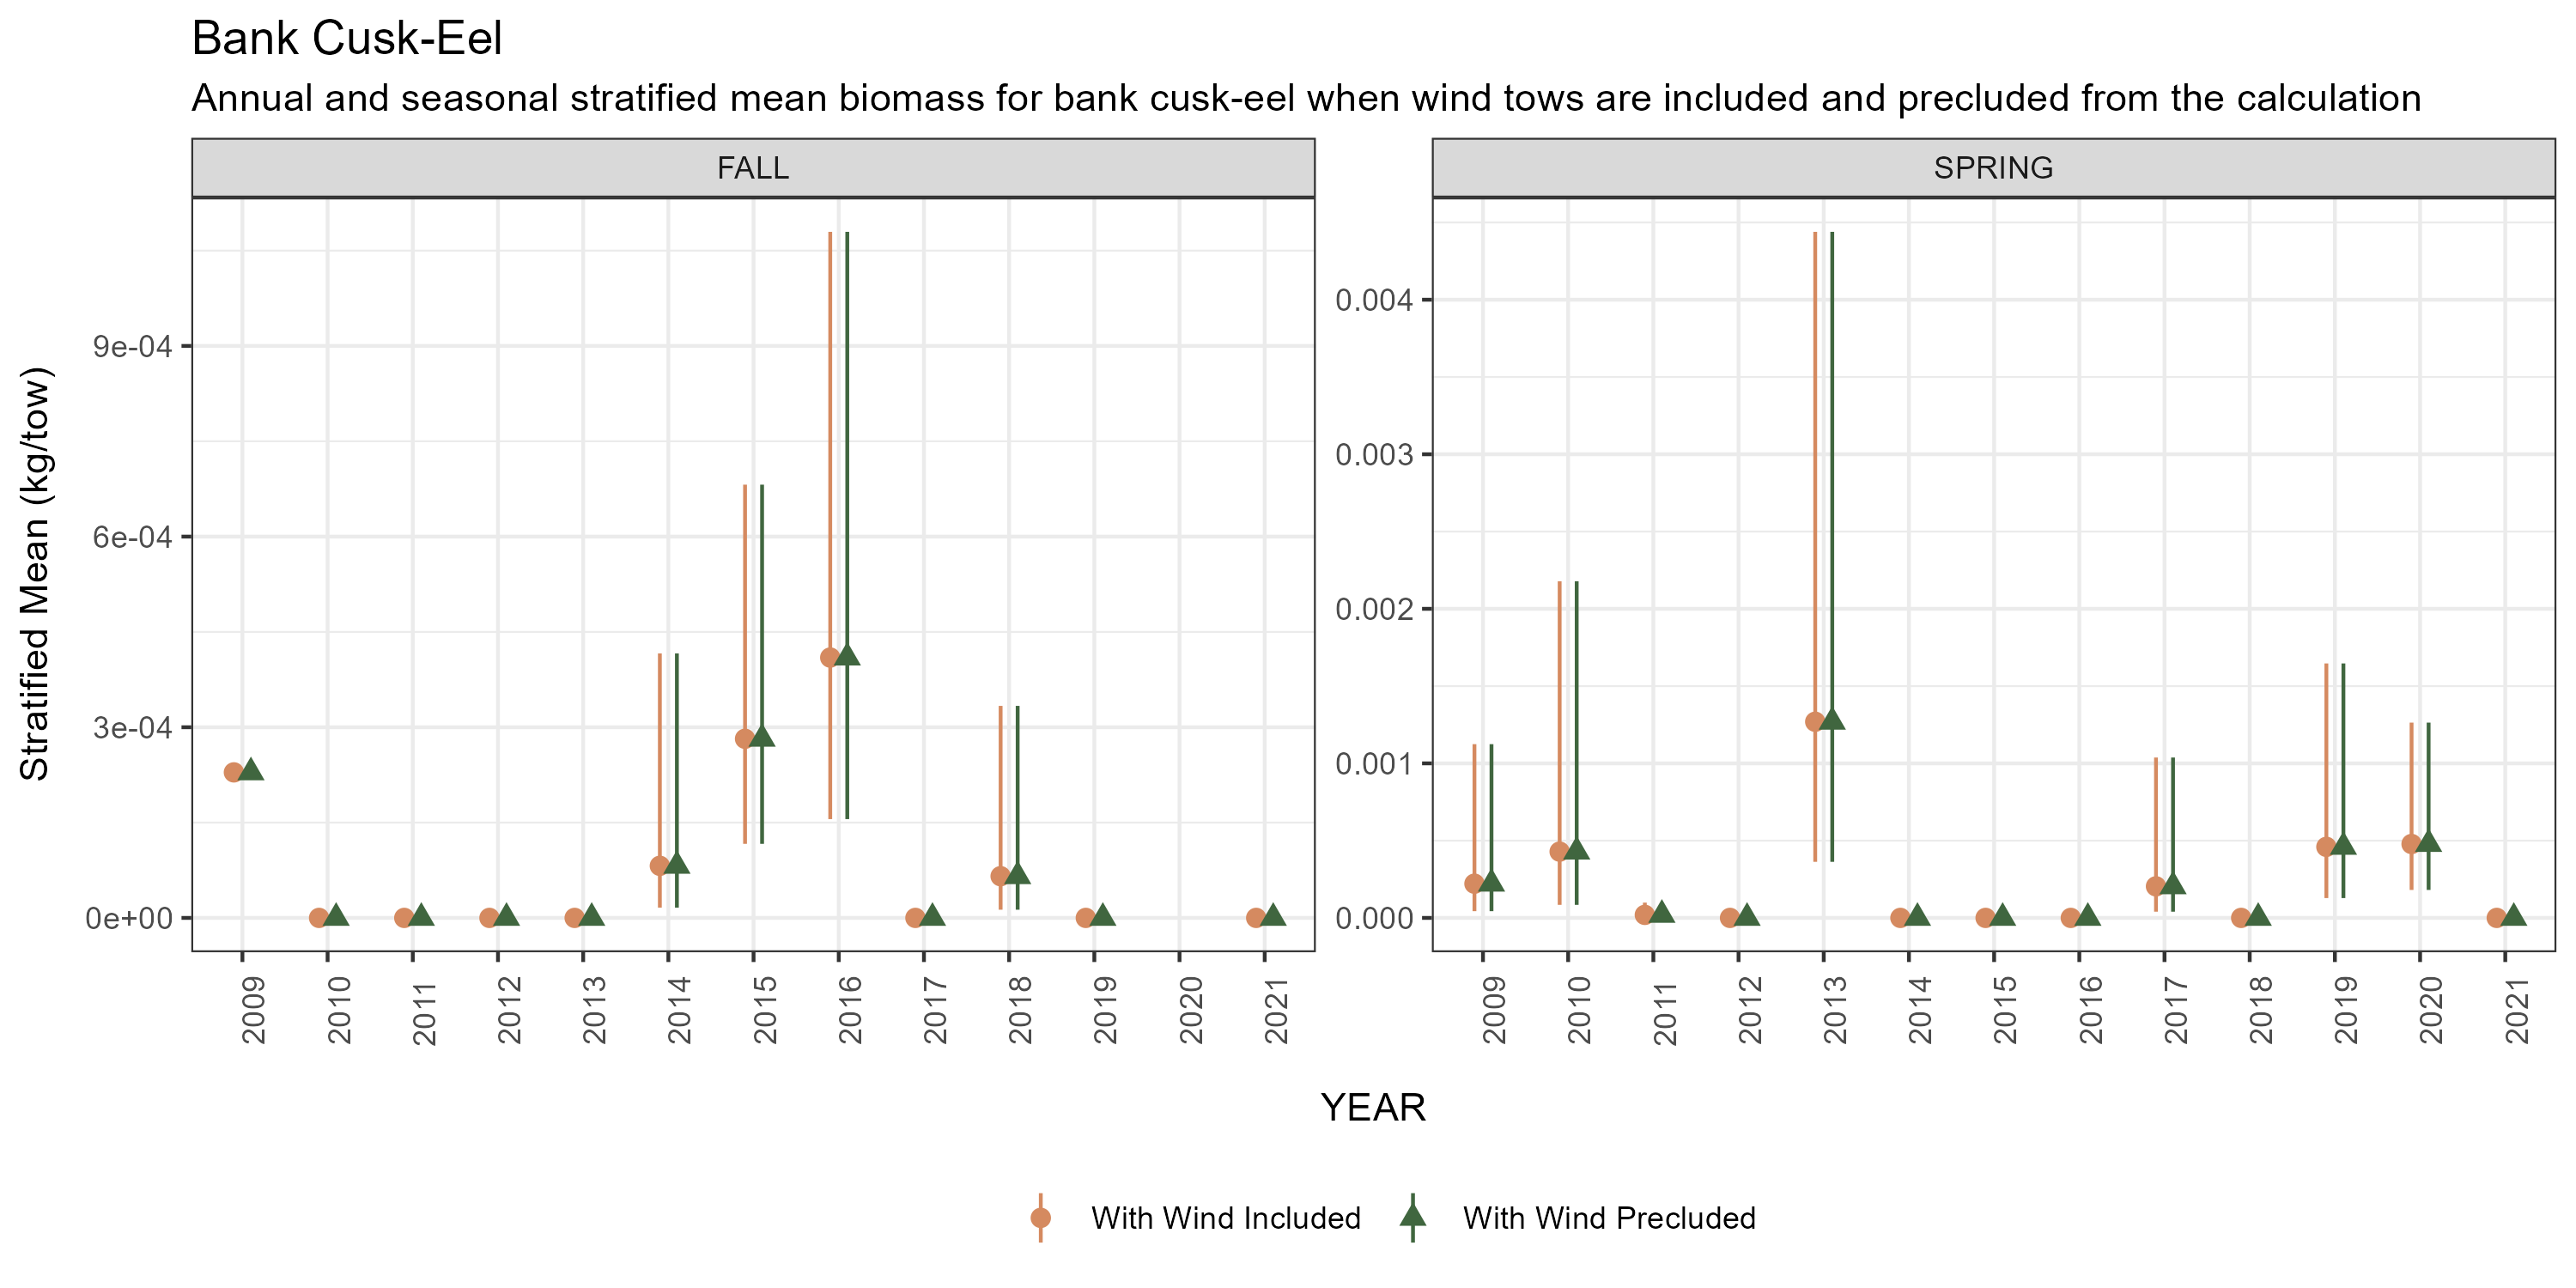 Bank Cusk-Eel
Annual and seasonal stratified mean biomass for bank cusk-eel when wind tows are included and precluded from the calculation
FALL
SPRING
Stratified Mean (kg/tow)
9e-04
6e-04
3e-04
0e+00
0.004
0.003
0.002
0.001
0.000
2009 2010 2011 2012 2013 2014 2015 2016 2017 2018 2019 2020 2021
2009 2010 2011 2012 2013 2014 2015 2016 2017 2018 2019 2020 2021
YEAR
With Wind Included With Wind Precluded